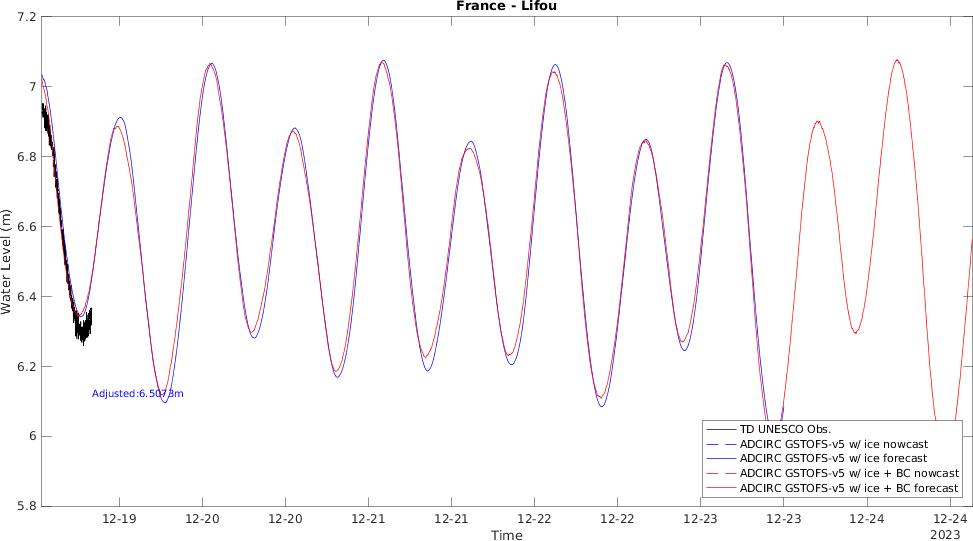 France - Lifou
7.2
7
6.8
6.6
6.4
6.2
6
5.8
Water Level (m)
Adjusted:6.5073m
TD UNESCO Obs.
ADCIRC GSTOFS-v5 w/ ice nowcast
ADCIRC GSTOFS-v5 w/ ice forecast
ADCIRC GSTOFS-v5 w/ ice + BC nowcast
ADCIRC GSTOFS-v5 w/ ice + BC forecast
12-19 12-20 12-20 12-21 12-21 12-22 12-22 12-23 12-23 12-24 12-24
2023
Time